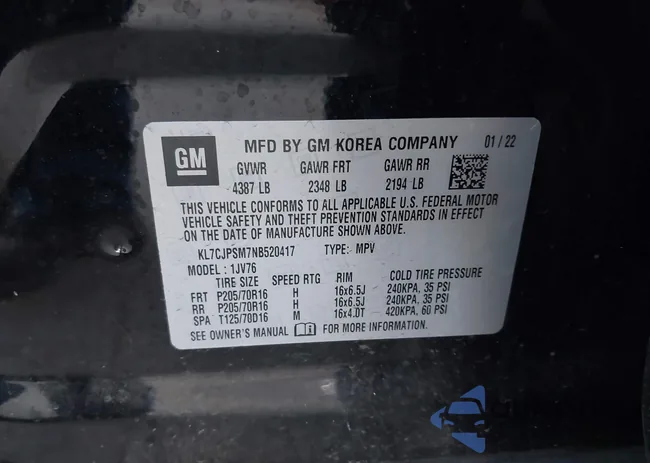 GM
MFD BY GM KOREA COMPANY 01/22
GVWR GAWR FRT GAWR RR
4387 LB 2348 LB 2194 LB
THIS VEHICLE CONFORMS TO ALL APPLICABLE U.S. FEDERAL MOTOR
VEHICLE SAFETY AND THEFT PREVENTION STANDARDS IN EFFECT
ON THE DATE OF MANUFACTURE SHOWN ABOVE.
KL7CJPSM7NB520417 TYPE: MPV
MODEL: 1JV76
TIRE SIZE SPEED RTG RIM COLD TIRE PRESSURE
FRT P205/70R16 H 16x6.5J 240KPA, 35 PSI
RR P205/70R16 H 16x6.5J 240KPA, 35 PSI
SPA T125/70D16 M 16x4.0T 420KPA, 60 PSI
SEE OWNER'S MANUAL FOR MORE INFORMATION.